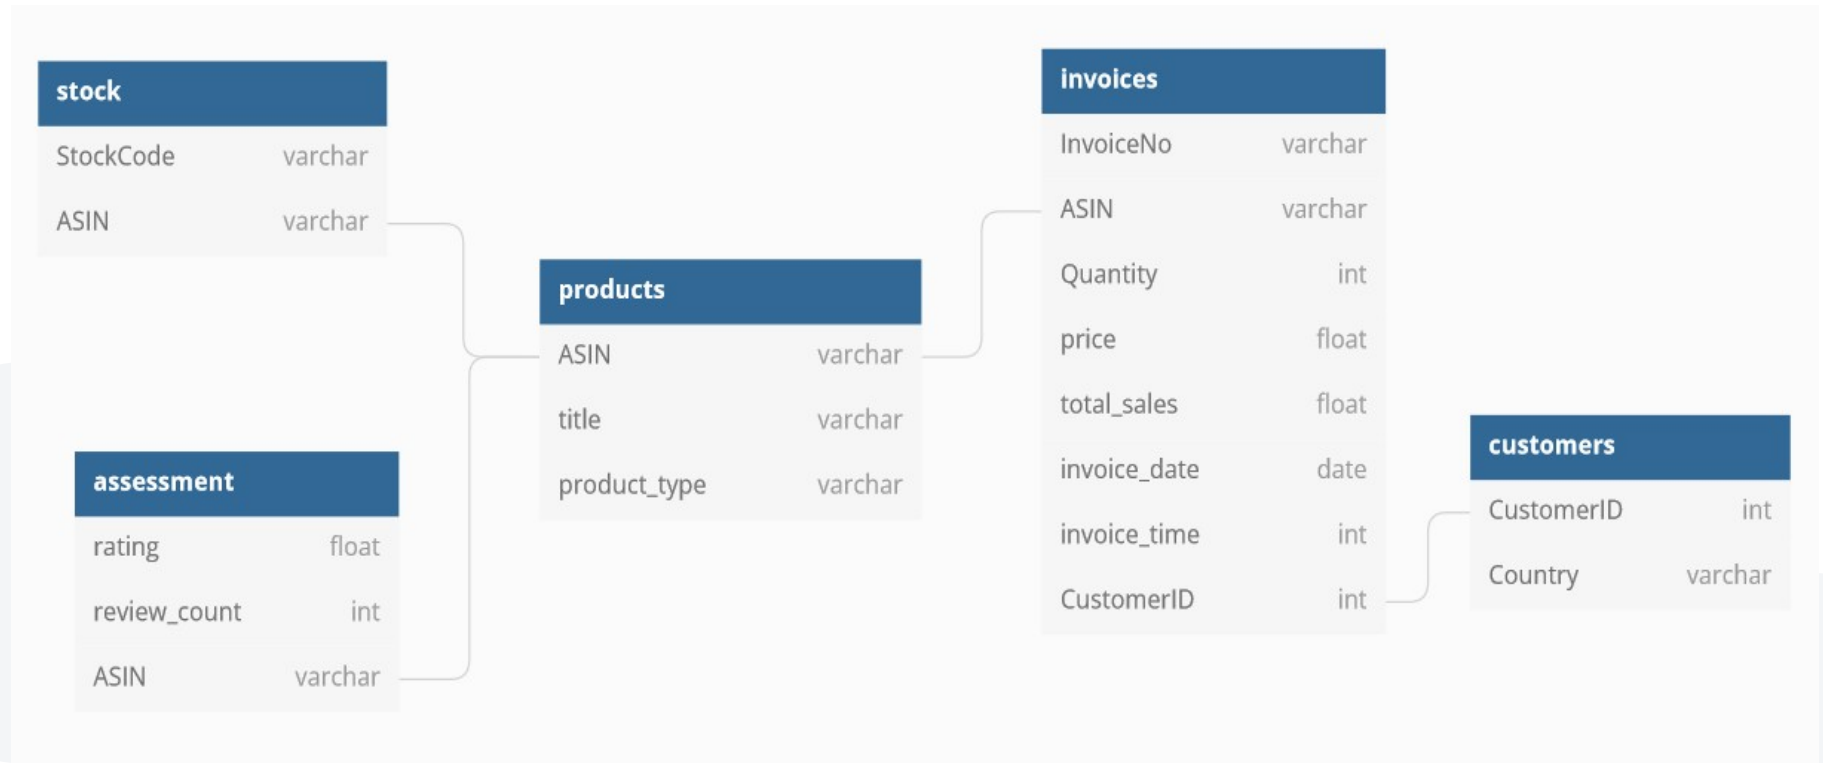 stock
StockCode varchar
ASIN varchar
assessment
rating float
review_count int
ASIN varchar
products
ASIN varchar
title varchar
product_type varchar
invoices
InvoiceNo varchar
ASIN varchar
Quantity int
price float
total_sales float
invoice_date date
invoice_time int
CustomerID int
customers
CustomerID int
Country varchar